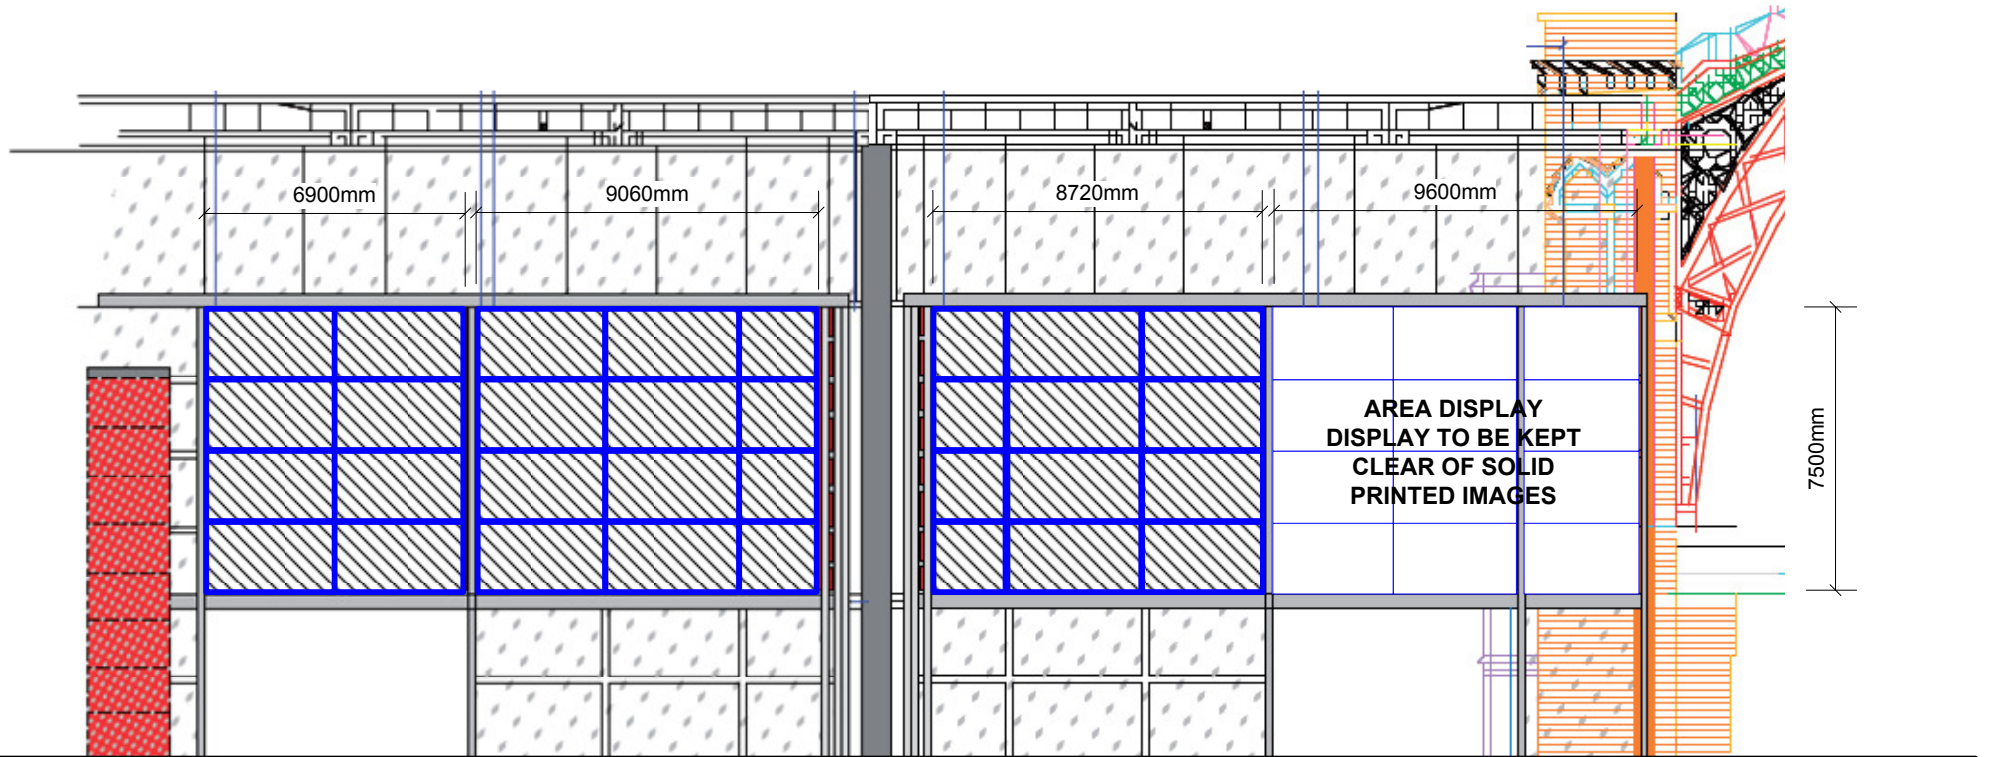 6900mm
9060mm
8720mm
9600mm
AREA DISPLAY
DISPLAY TO BE KEPT
CLEAR OF SOLID
PRINTED IMAGES
7500mm